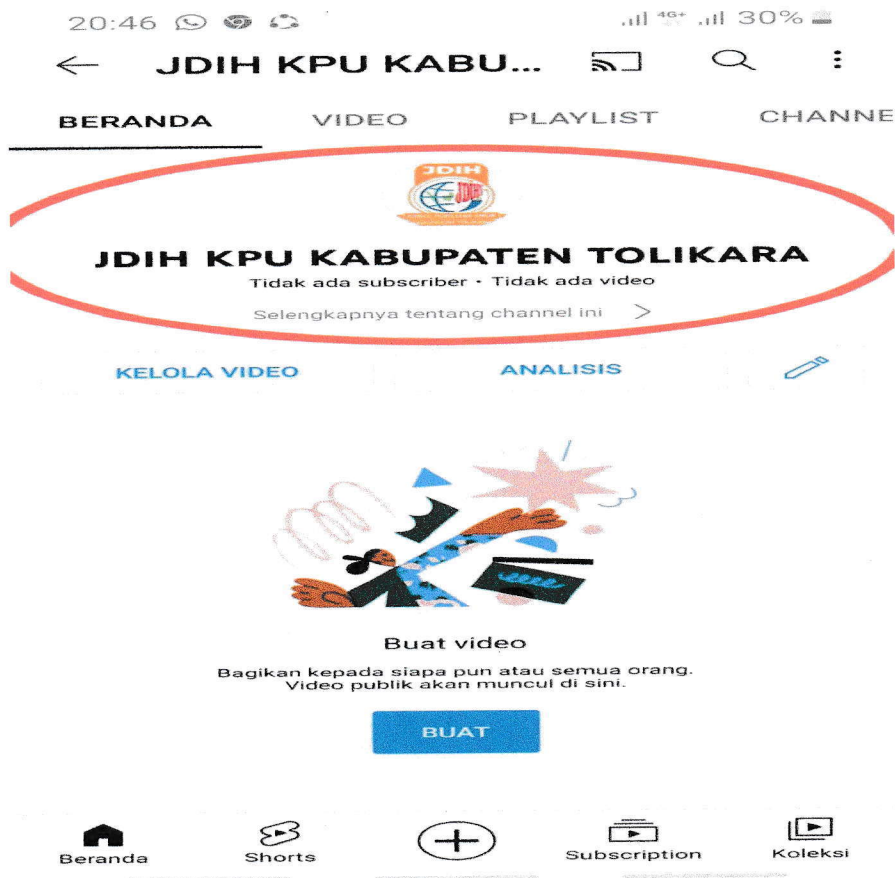 20:46
4G+ 30%
JDIH KPU KABU...
BERANDA VIDEO PLAYLIST CHANNE
JDIH
JDIH
JDIH KPU KABUPATEN TOLIKARA
Tidak ada subscriber • Tidak ada video
Selengkapnya tentang channel ini >
KELOLA VIDEO ANALISIS
Buat video
Bagikan kepada siapa pun atau semua orang.
Video publik akan muncul di sini.
BUAT
Beranda Shorts Subscription Koleksi